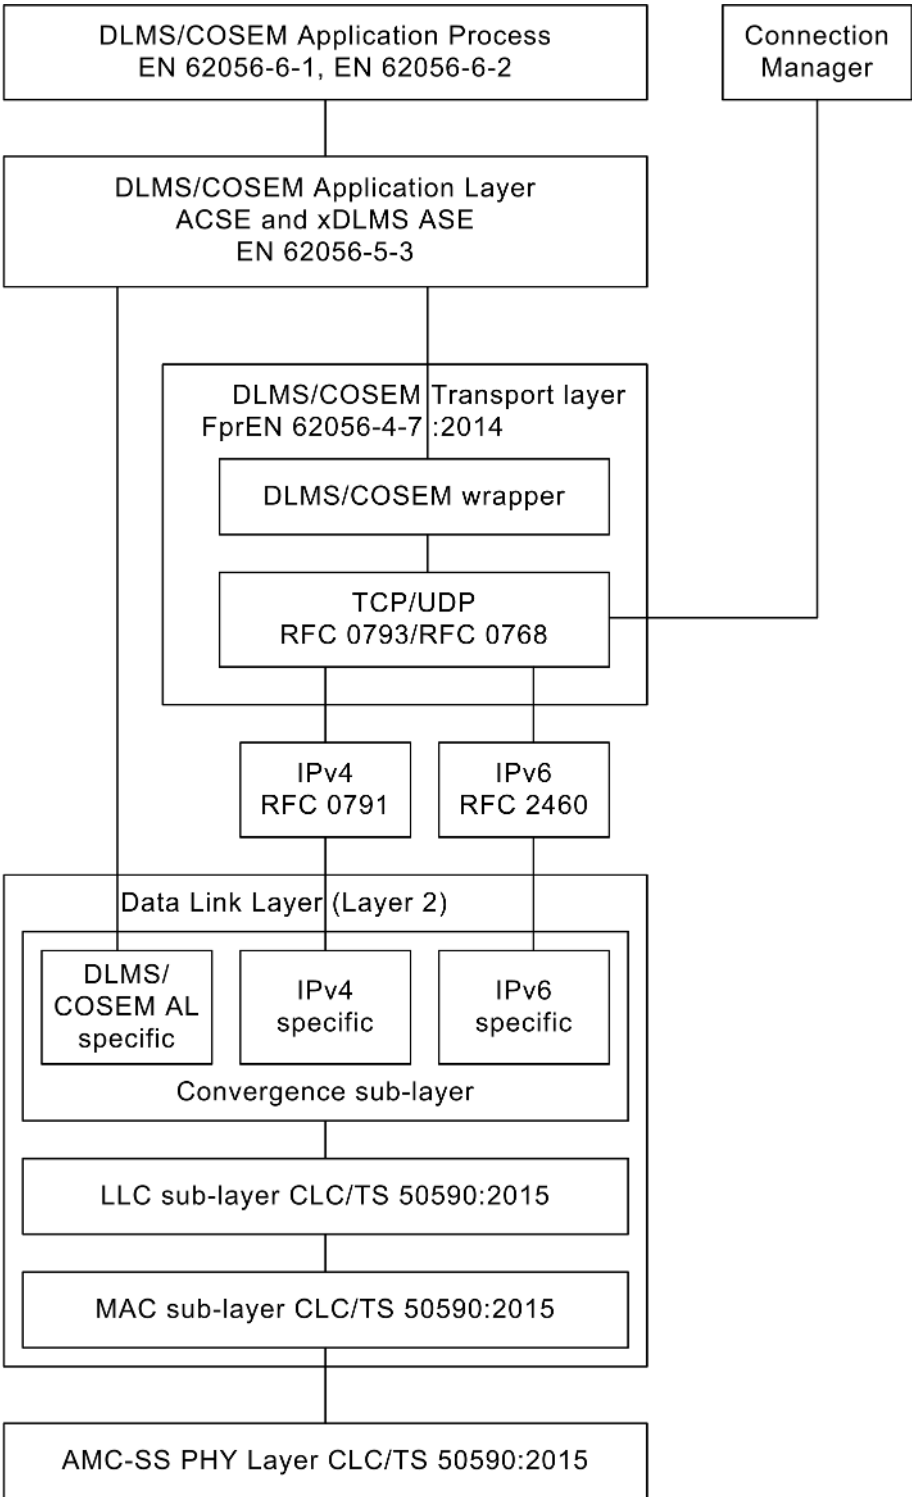 DLMS/COSEM Application Process
EN 62056-6-1, EN 62056-6-2
Connection
Manager
DLMS/COSEM Application Layer
ACSE and xDLMS ASE
EN 62056-5-3
DLMS/COSEM Transport layer
FprEN 62056-4-7 :2014
DLMS/COSEM wrapper
TCP/UDP
RFC 0793/RFC 0768
IPv4
RFC 0791
IPv6
RFC 2460
Data Link Layer (Layer 2)
DLMS/
COSEM AL
specific
IPv4
specific
IPv6
specific
Convergence sub-layer
LLC sub-layer CLC/TS 50590:2015
MAC sub-layer CLC/TS 50590:2015
AMC-SS PHY Layer CLC/TS 50590:2015